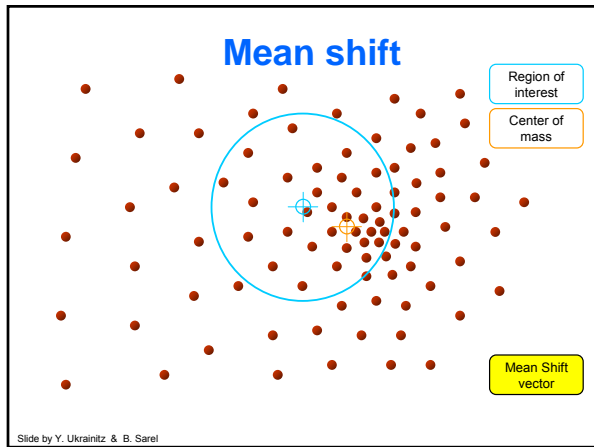 Mean shift
Region of
interest
Center of
mass
Mean Shift
vector
Slide by Y. Ukrainitz & B. Sarel